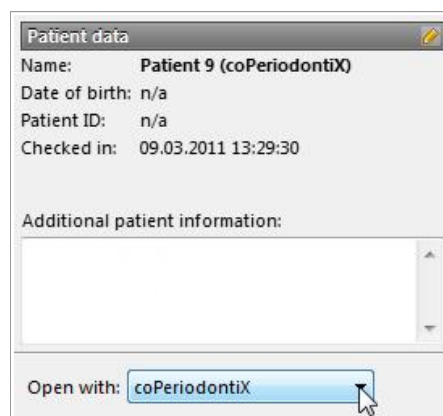 Patient data
Name: Patient 9 (coPeriodontiX)
Date of birth: n/a
Patient ID: n/a
Checked in: 09.03.2011 13:29:30
Additional patient information:
Open with: coPeriodontiX